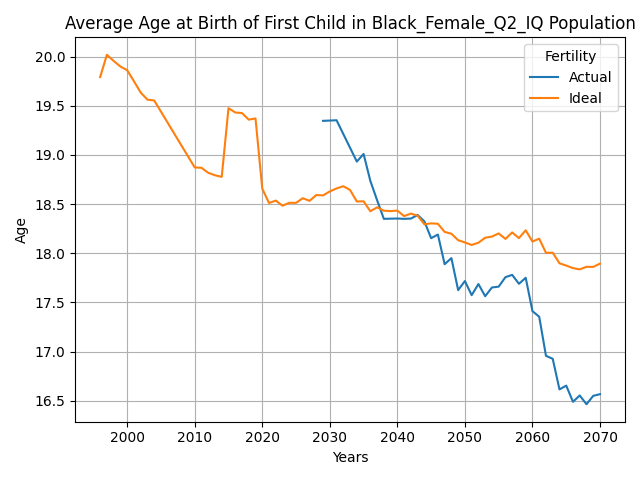 Average Age at Birth of First Child in Black_Female_Q2_IQ Population
Fertility
Actual
Ideal
20.0
19.5
19.0
18.5
18.0
17.5
17.0
16.5
Age
2000 2010 2020 2030 2040 2050 2060 2070
Years